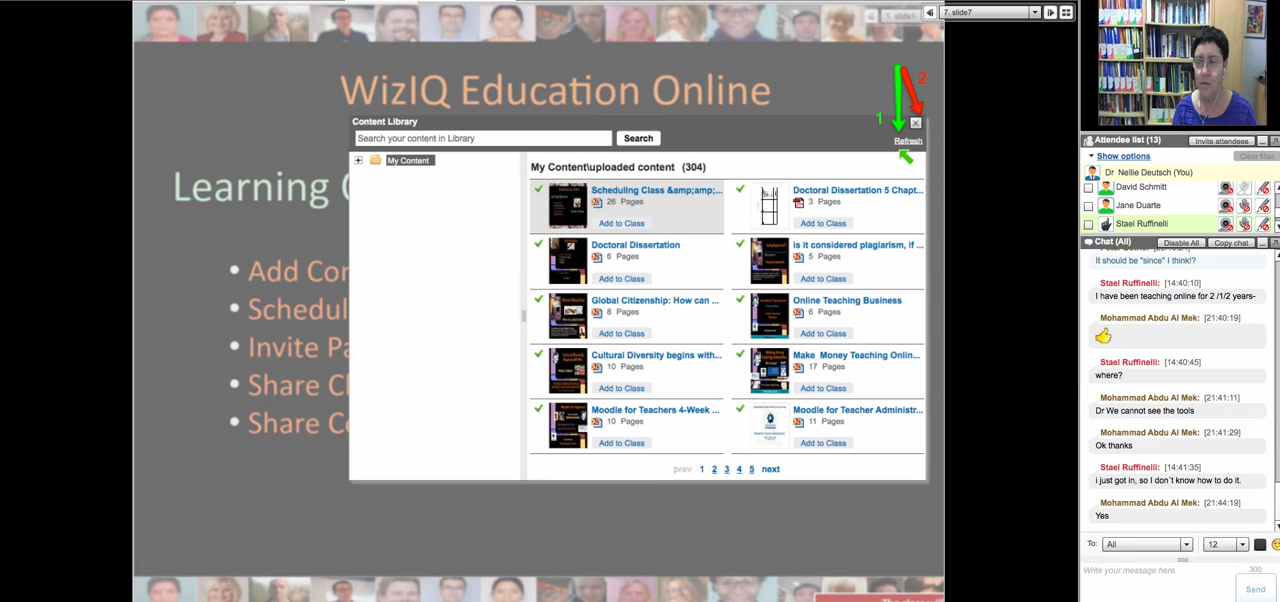 1. slide1
7. slide7
WizIQ Education Online
2
1
Content Library
Search your content in Library
Search
Refresh
My Content
My Content\uploaded content (304)
Scheduling Class &amp;amp;...
26 Pages
Add to Class
Doctoral Dissertation 5 Chapt...
3 Pages
Add to Class
Doctoral Dissertation
6 Pages
Add to Class
is it considered plagiarism, if ...
5 Pages
Add to Class
Global Citizenship: How can ...
8 Pages
Add to Class
Online Teaching Business
6 Pages
Add to Class
Cultural Diversity begins with...
10 Pages
Add to Class
Make Money Teaching Onlin...
17 Pages
Add to Class
Moodle for Teachers 4-Week ...
10 Pages
Add to Class
Moodle for Teacher Administr...
11 Pages
Add to Class
prev 1 2 3 4 5 next
Learning
• Add Con
• Schedul
• Invite Pa
• Share Cl
• Share Co
Attendee list (13)
Invite attendees
Show options
Clear filter
Dr Nellie Deutsch (You)
David Schmitt
Jane Duarte
Stael Ruffinelli
Chat (All)
Disable All
Copy chat
It should be "since" I think!?
Stael Ruffinelli: [14:40:10]
I have been teaching online for 2 /1/2 years-
Mohammad Abdu Al Mek: [21:40:19]
Stael Ruffinelli: [14:40:45]
where?
Mohammad Abdu Al Mek: [21:41:11]
Dr We cannot see the tools
Mohammad Abdu Al Mek: [21:41:29]
Ok thanks
Stael Ruffinelli: [14:41:35]
i just got in, so I don´t know how to do it.
Mohammad Abdu Al Mek: [21:44:19]
Yes
To: All
12
Write your message here.
300
Send